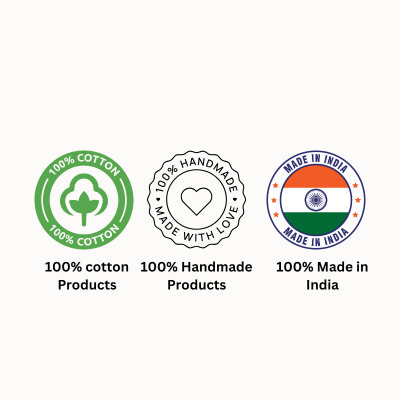 100% COTTON
100% COTTON
100% HANDMADE
MADE WITH LOVE
MADE IN INDIA
MADE IN INDIA
100% cotton
Products
100% Handmade
Products
100% Made in
India